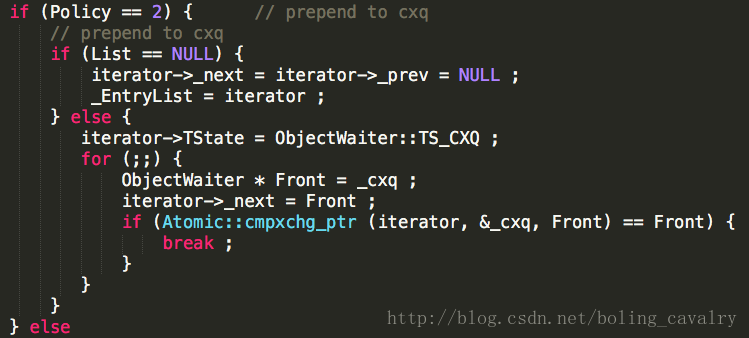 if (Policy == 2) {      // prepend to cxq
    // prepend to cxq
    if (List == NULL) {
        iterator->_next = iterator->_prev = NULL ;
        _EntryList = iterator ;
    } else {
       iterator->TState = ObjectWaiter::TS_CXQ ;
       for (;;) {
           ObjectWaiter * Front = _cxq ;
           iterator->_next = Front ;
           if (Atomic::cmpxchg_ptr (iterator, &_cxq, Front) == Front) {
               break ;
           }
       }
    }
} else
http://blog.csdn.net/boling_cavalry